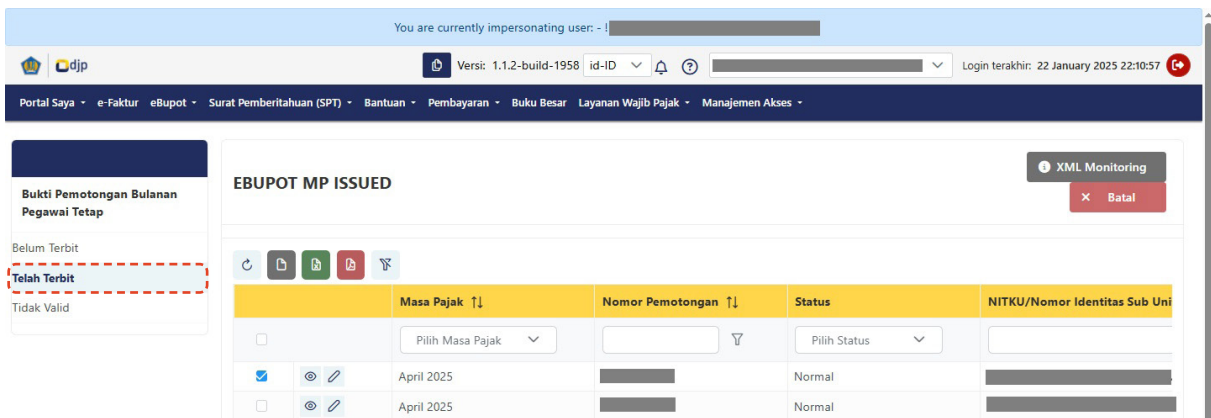 You are currently impersonating user: - !
djp
Versi: 1.1.2-build-1958 id-ID Login terakhir: 22 January 2025 22:10:57
Portal Saya e-Faktur eBupot Surat Pemberitahuan (SPT) Bantuan Pembayaran Buku Besar Layanan Wajib Pajak Manajemen Akses
Bukti Pemotongan Bulanan
Pegawai Tetap
Belum Terbit
Telah Terbit
Tidak Valid
EBUPOT MP ISSUED
XML Monitoring
Batal
Masa Pajak Nomor Pemotongan Status NITKU/Nomor Identitas Sub Uni
Pilih Masa Pajak Pilih Status
April 2025 Normal
April 2025 Normal